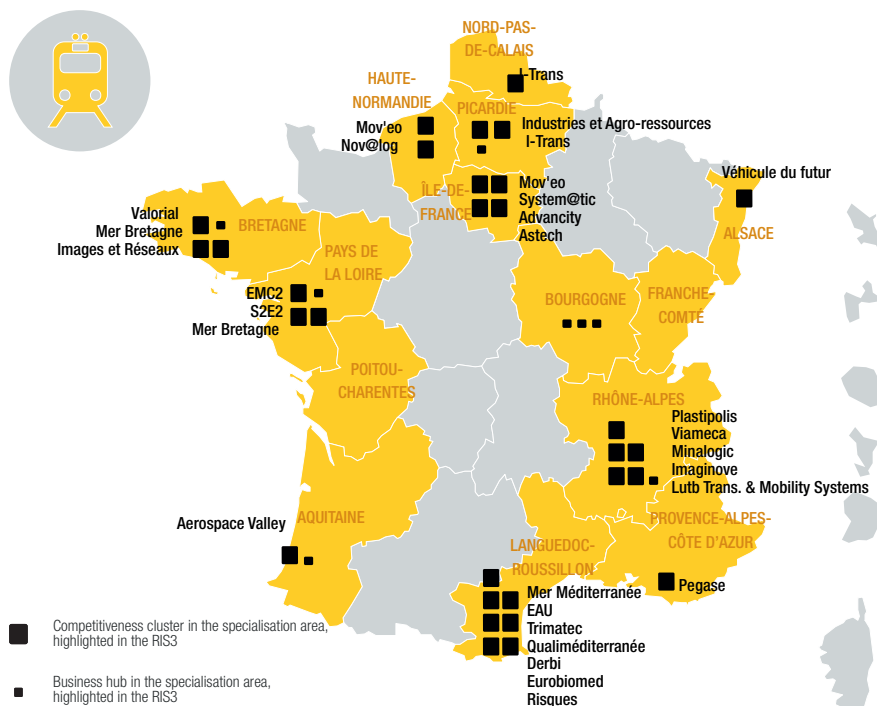 NORD-PAS-
DE-CALAIS
I-Trans
HAUTE-
NORMANDIE
Mov'eo
Nov@log
PICARDIE
Industries et Agro-ressources
I-Trans
ÎLE-DE-
FRANCE
Mov'eo
System@tic
Advancity
Astech
Véhicule du futur
ALSACE
Valorial
Mer Bretagne
Images et Réseaux
BRETAGNE
PAYS DE
LA LOIRE
EMC2
S2E2
Mer Bretagne
BOURGOGNE
FRANCHE-
COMTÉ
POITOU-
CHARENTES
RHÔNE-ALPES
Plastipolis
Viameca
Minalogic
Imaginove
Lutb Trans. & Mobility Systems
Aerospace Valley
AQUITAINE
LANGUEDOC-
ROUSSILLON
Mer Méditerranée
EAU
Trimatec
Qualiméditerranée
Derbi
Eurobiomed
Risques
PROVENCE-ALPES-
CÔTE D'AZUR
Pegase
Competitiveness cluster in the specialisation area,
highlighted in the RIS3
Business hub in the specialisation area,
highlighted in the RIS3